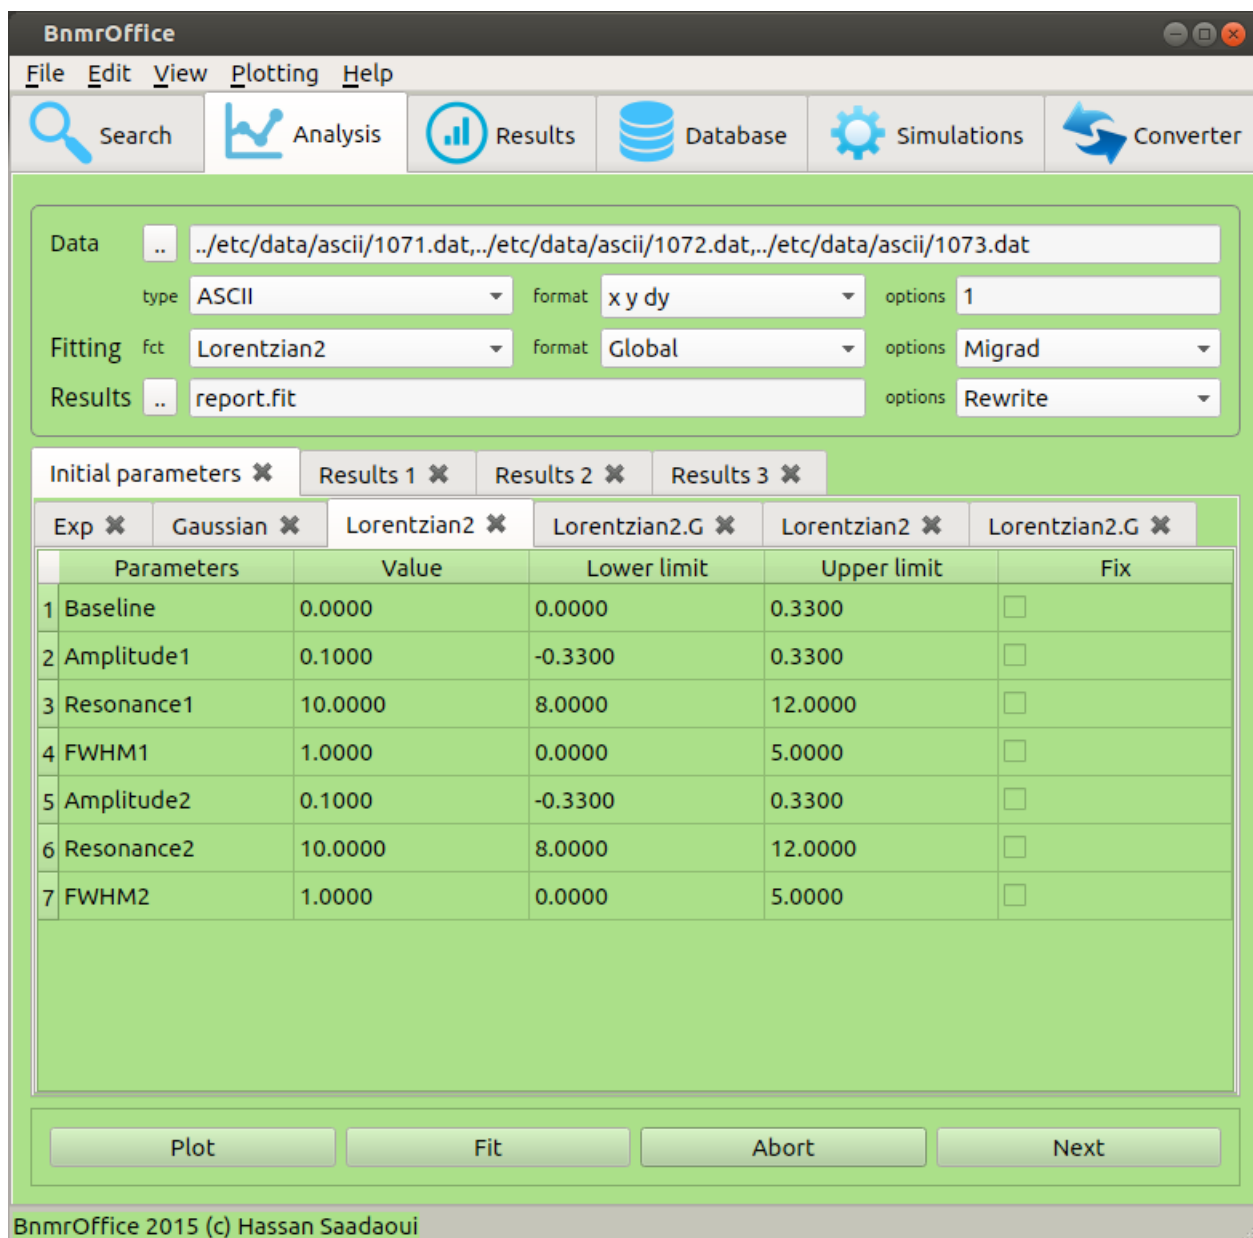 BnmrOffice
File Edit View Plotting Help
Search Analysis Results Database Simulations Converter
Data .. ../etc/data/ascii/1071.dat,../etc/data/ascii/1072.dat,../etc/data/ascii/1073.dat
type ASCII format x y dy options 1
Fitting fct Lorentzian2 format Global options Migrad
Results .. report.fit options Rewrite
Initial parameters Results 1 Results 2 Results 3
Exp Gaussian Lorentzian2 Lorentzian2.G Lorentzian2 Lorentzian2.G
Parameters Value Lower limit Upper limit Fix
1 Baseline 0.0000 0.0000 0.3300
2 Amplitude1 0.1000 -0.3300 0.3300
3 Resonance1 10.0000 8.0000 12.0000
4 FWHM1 1.0000 0.0000 5.0000
5 Amplitude2 0.1000 -0.3300 0.3300
6 Resonance2 10.0000 8.0000 12.0000
7 FWHM2 1.0000 0.0000 5.0000
Plot Fit Abort Next
BnmrOffice 2015 (c) Hassan Saadaoui